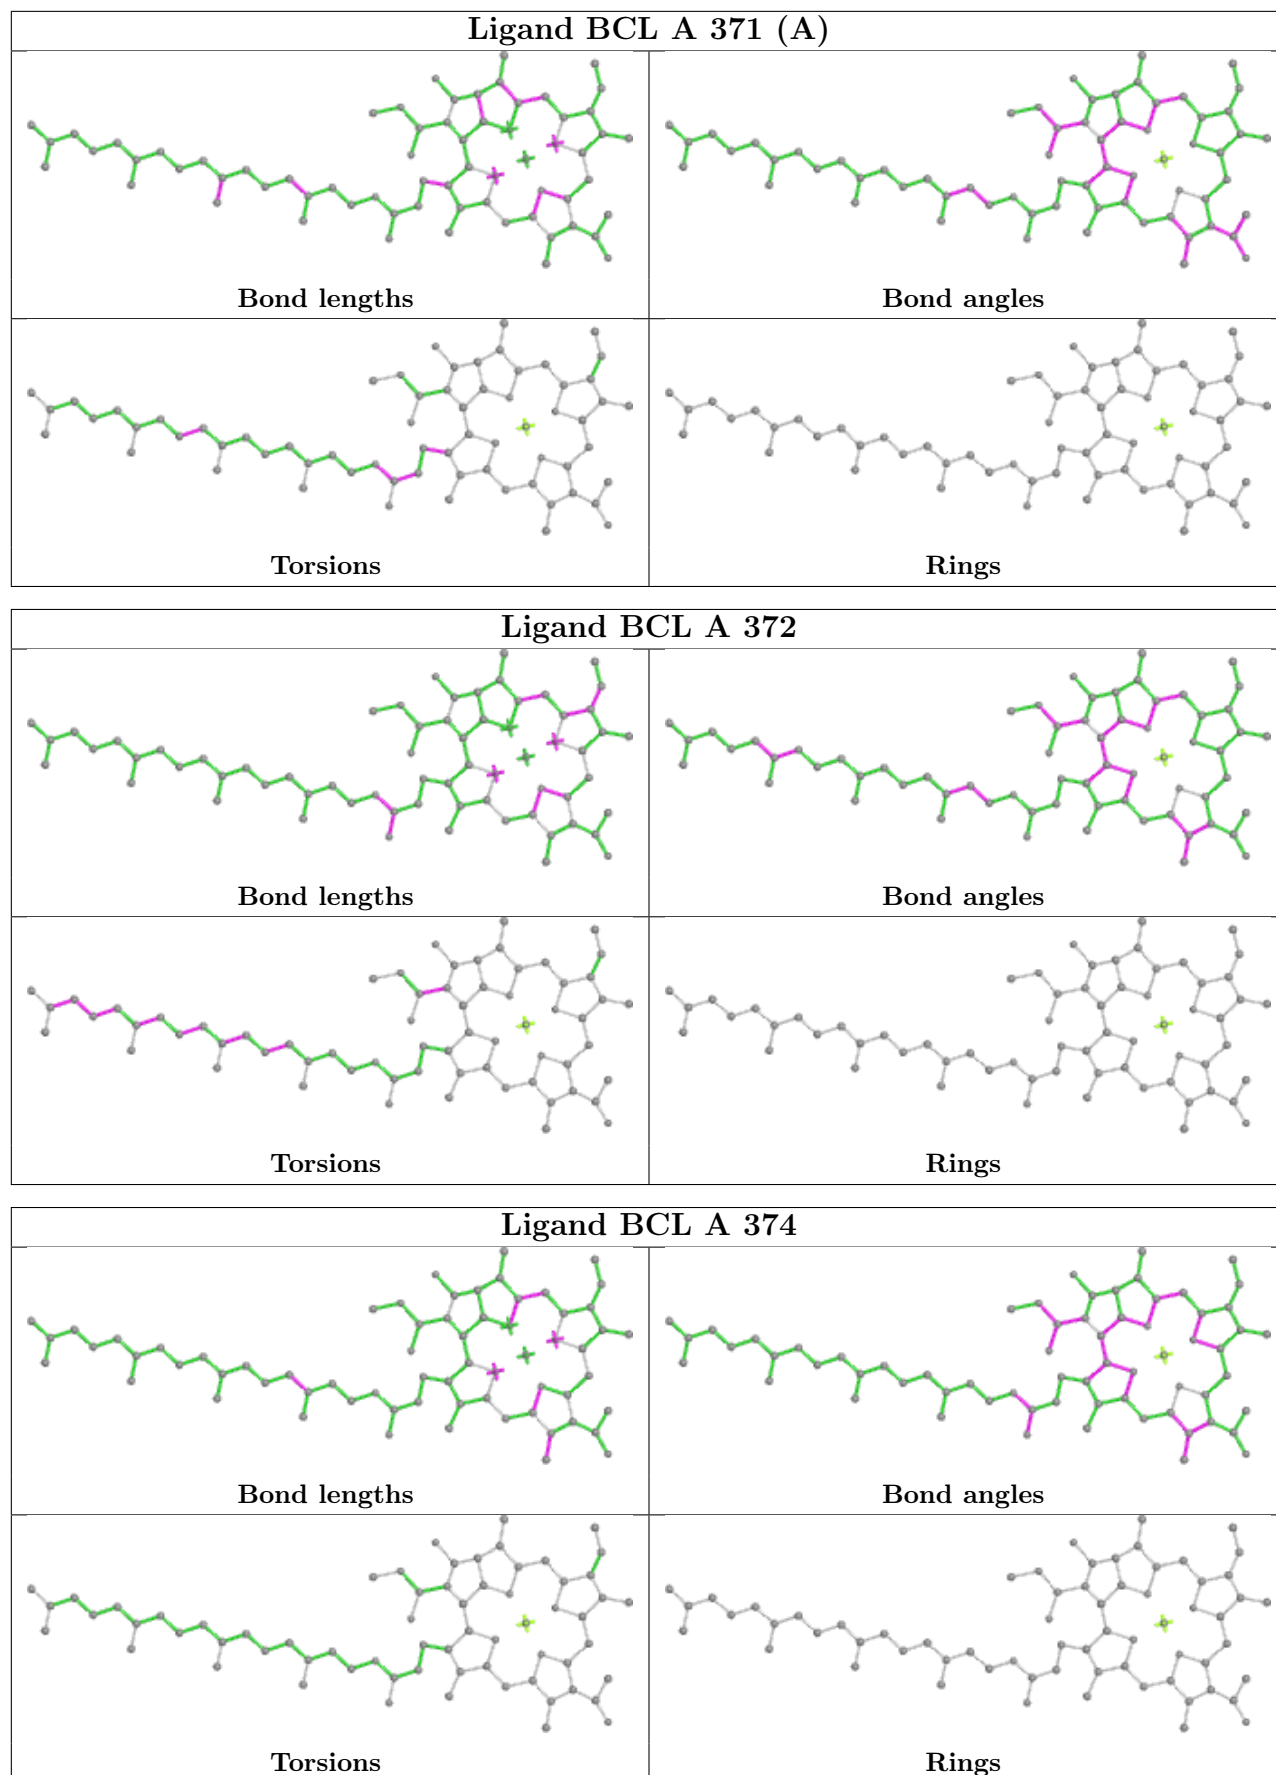 Ligand BCL A 371 (A)
Bond lengths
Bond angles
Torsions
Rings
Ligand BCL A 372
Bond lengths
Bond angles
Torsions
Rings
Ligand BCL A 374
Bond lengths
Bond angles
Torsions
Rings